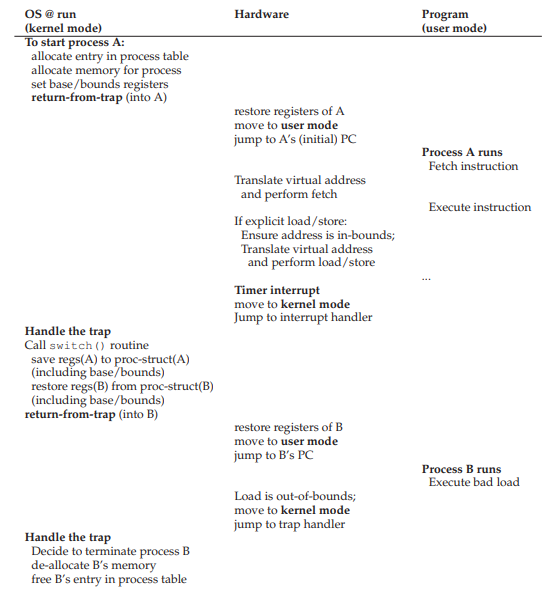 OS @ run Hardware Program
(kernel mode) (user mode)
To start process A:
allocate entry in process table
allocate memory for process
set base/bounds registers
return-from-trap (into A)
restore registers of A
move to user mode
jump to A's (initial) PC
Process A runs
Fetch instruction
Translate virtual address
and perform fetch
Execute instruction
If explicit load/store:
Ensure address is in-bounds;
Translate virtual address
and perform load/store
...
Timer interrupt
move to kernel mode
Jump to interrupt handler
Handle the trap
Call switch() routine
save regs(A) to proc-struct(A)
(including base/bounds)
restore regs(B) from proc-struct(B)
(including base/bounds)
return-from-trap (into B)
restore registers of B
move to user mode
jump to B's PC
Process B runs
Execute bad load
Load is out-of-bounds;
move to kernel mode
jump to trap handler
Handle the trap
Decide to terminate process B
de-allocate B's memory
free B's entry in process table